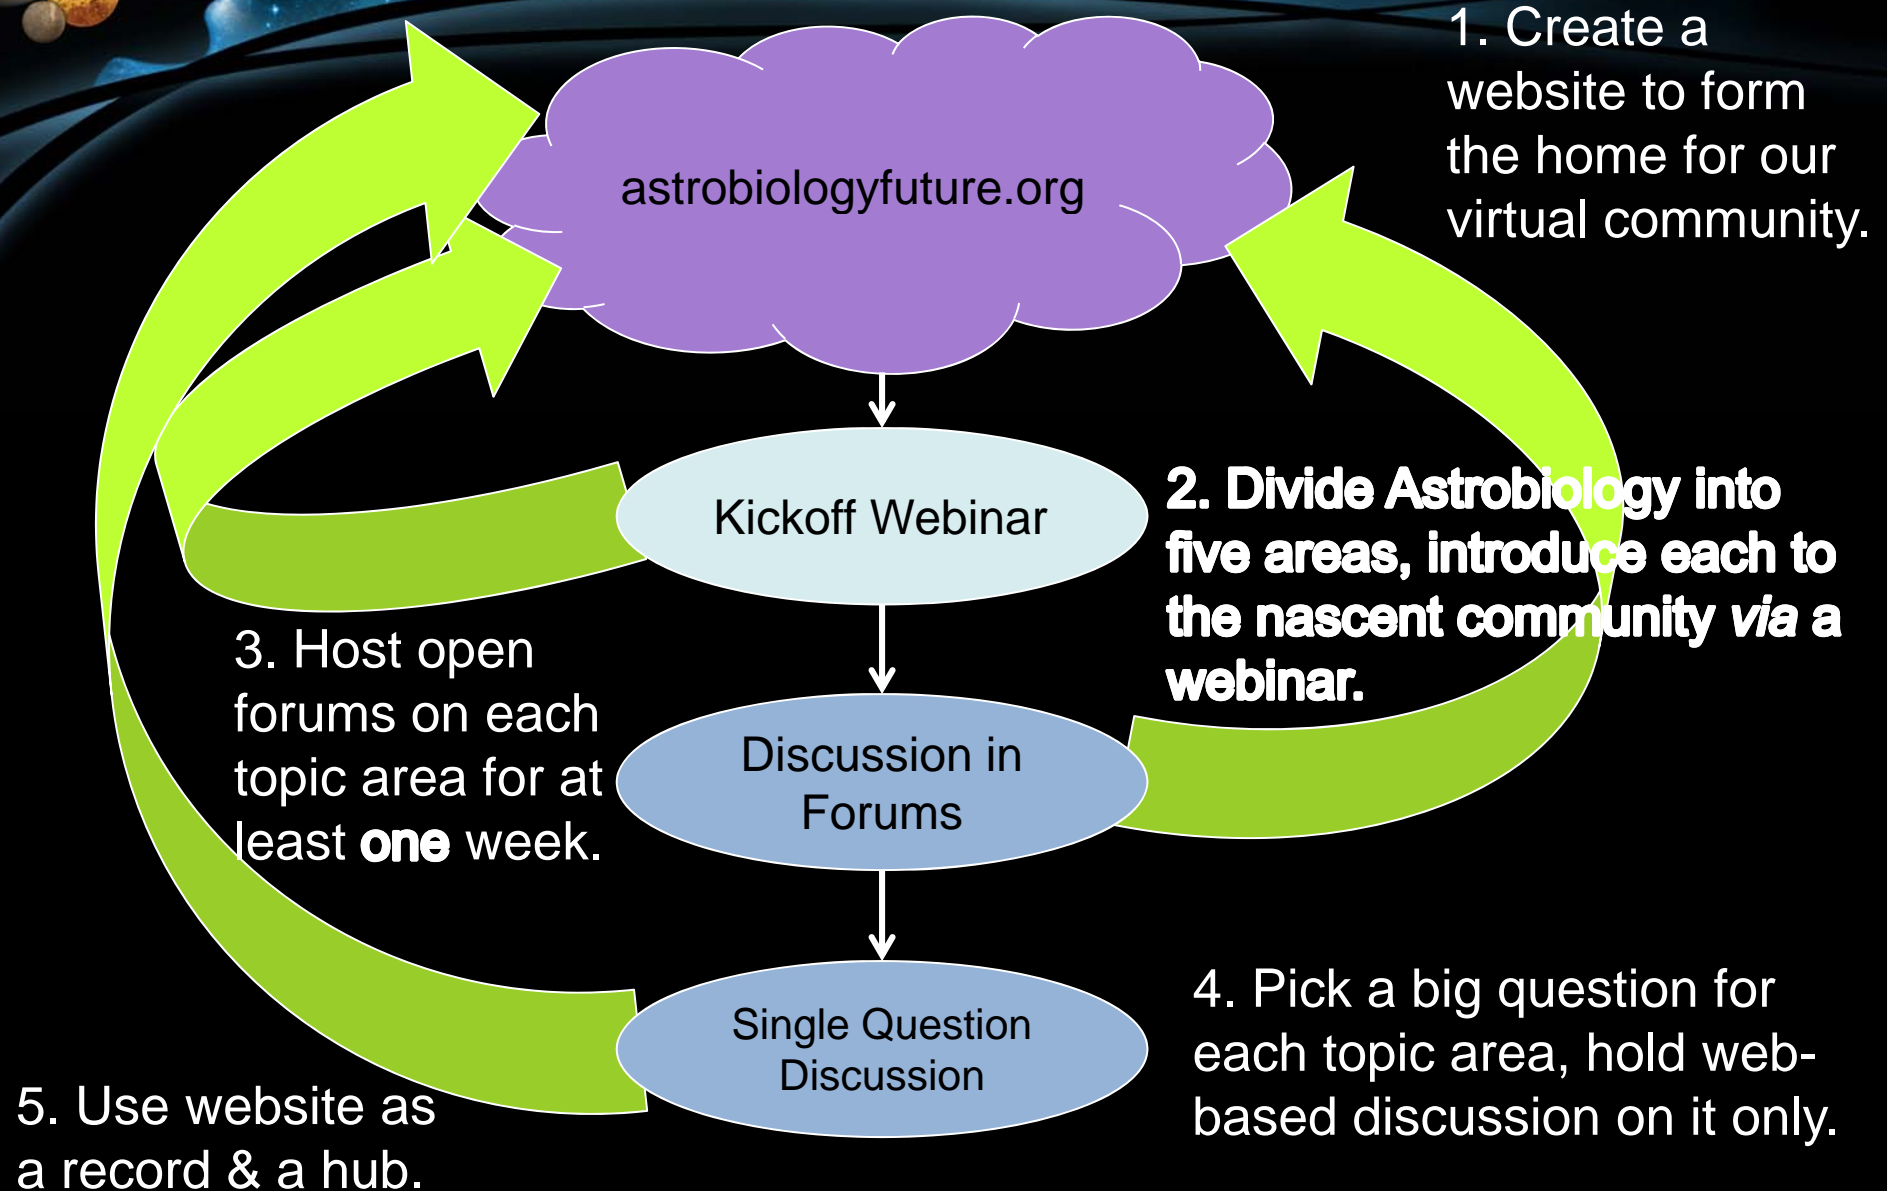 1. Create a
website to form
the home for our
virtual community.
astrobiologyfuture.org
Kickoff Webinar
2. Divide Astrobiology into
five areas, introduce each to
the nascent community via a
webinar.
3. Host open
forums on each
topic area for at
least one week.
Discussion in
Forums
Single Question
Discussion
4. Pick a big question for
each topic area, hold web-
based discussion on it only.
5. Use website as
a record & a hub.